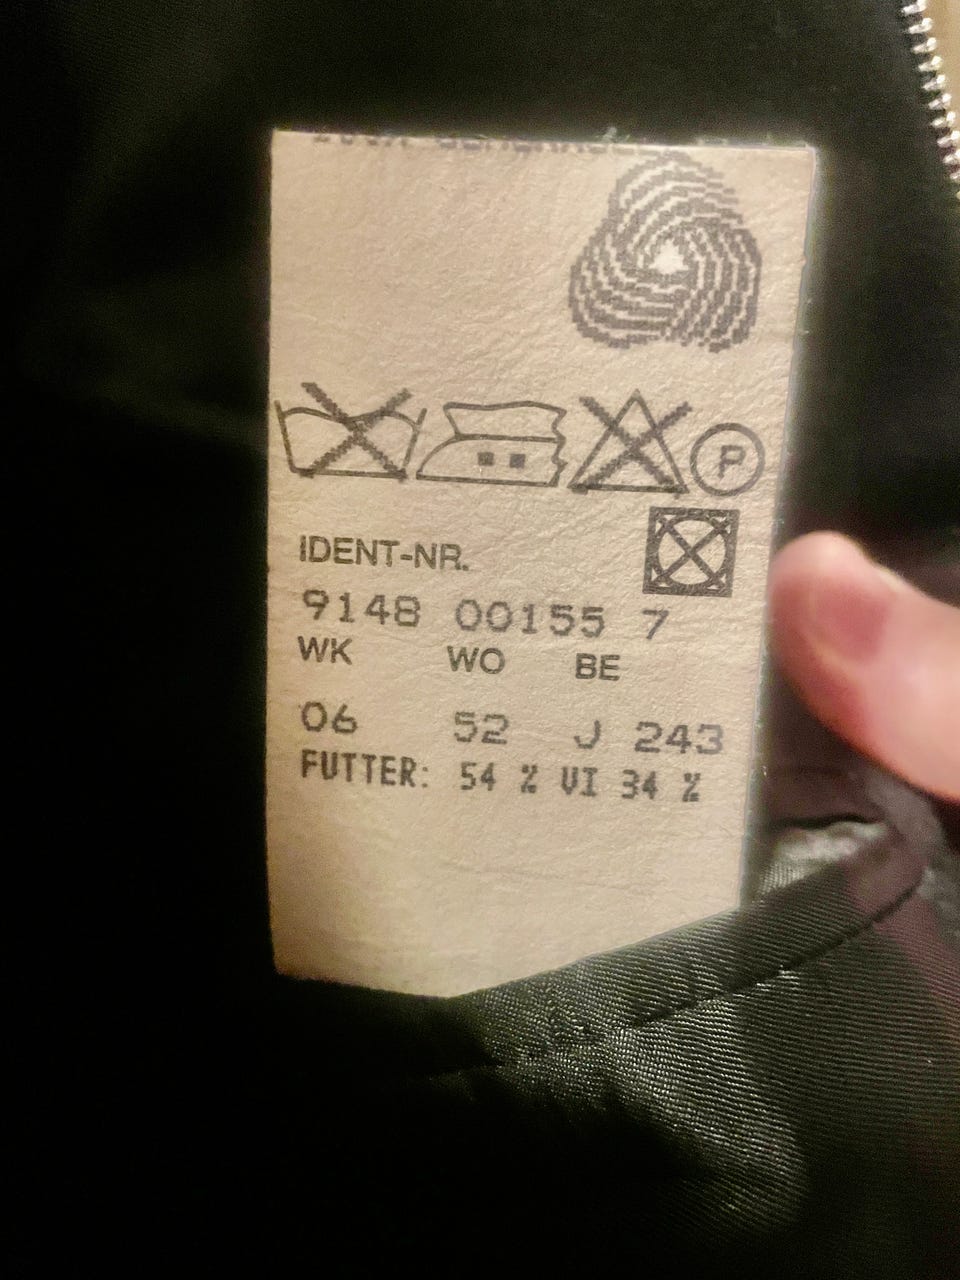 P
IDENT-NR.
9148 00155 7
WK WO BE
06 52 J 243
FUTTER: 54 % VI 34 %